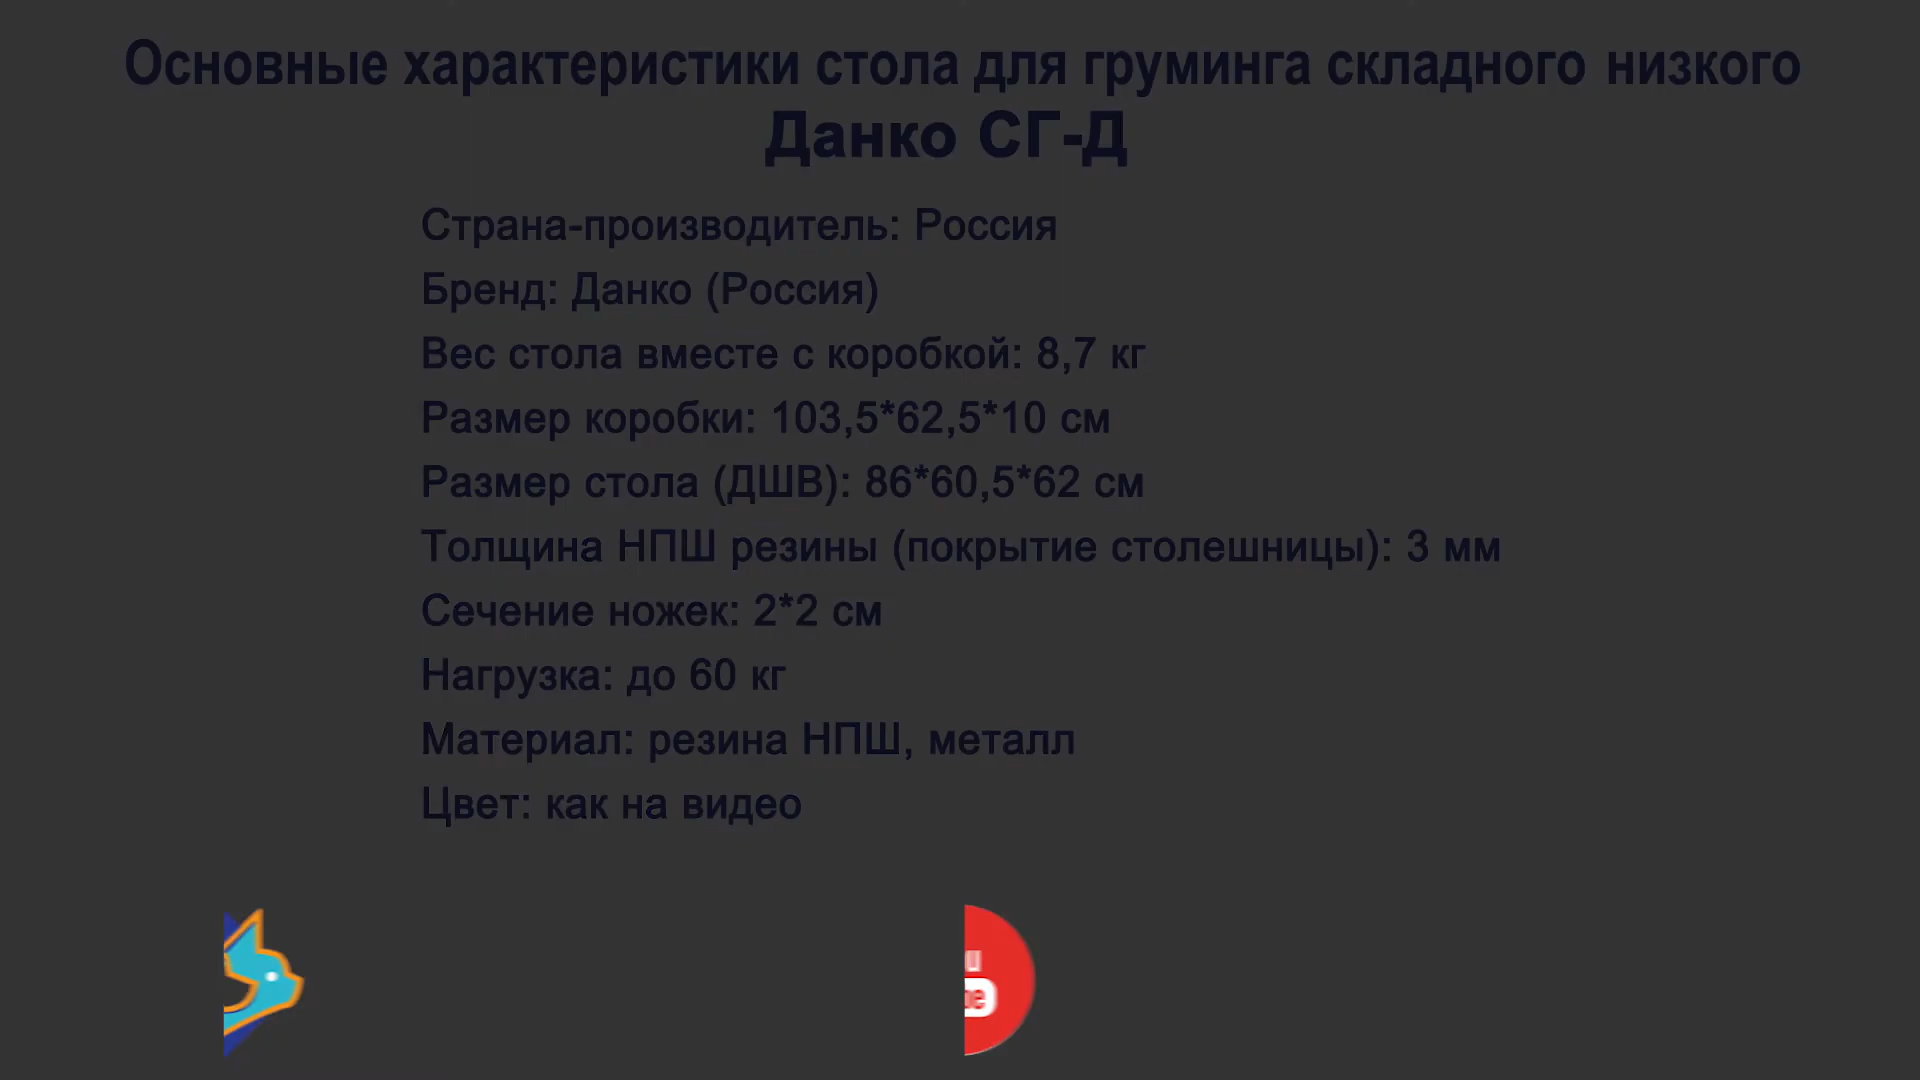 Основные характеристики стола для груминга складного низкого
Данко СГ-Д
Страна-производитель: Россия
Бренд: Данко (Россия)
Вес стола вместе с коробкой: 8,7 кг
Размер коробки: 103,5*62,5*10 см
Размер стола (ДШВ): 86*60,5*62 см
Толщина НПШ резины (покрытие столешницы): 3 мм
Сечение ножек: 2*2 см
Нагрузка: до 60 кг
Материал: резина НПШ, металл
Цвет: как на видео